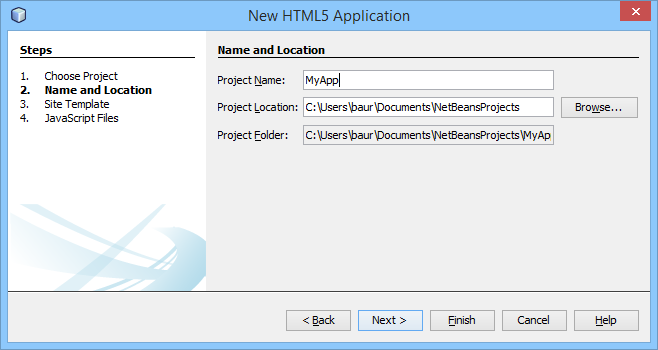 New HTML5 Application
Steps
1. Choose Project
2. Name and Location
3. Site Template
4. JavaScript Files
Name and Location
Project Name: MyApp
Project Location: C:\Users\baur\Documents\NetBeansProjects Browse...
Project Folder: C:\Users\baur\Documents\NetBeansProjects\MyAp
< Back Next > Finish Cancel Help